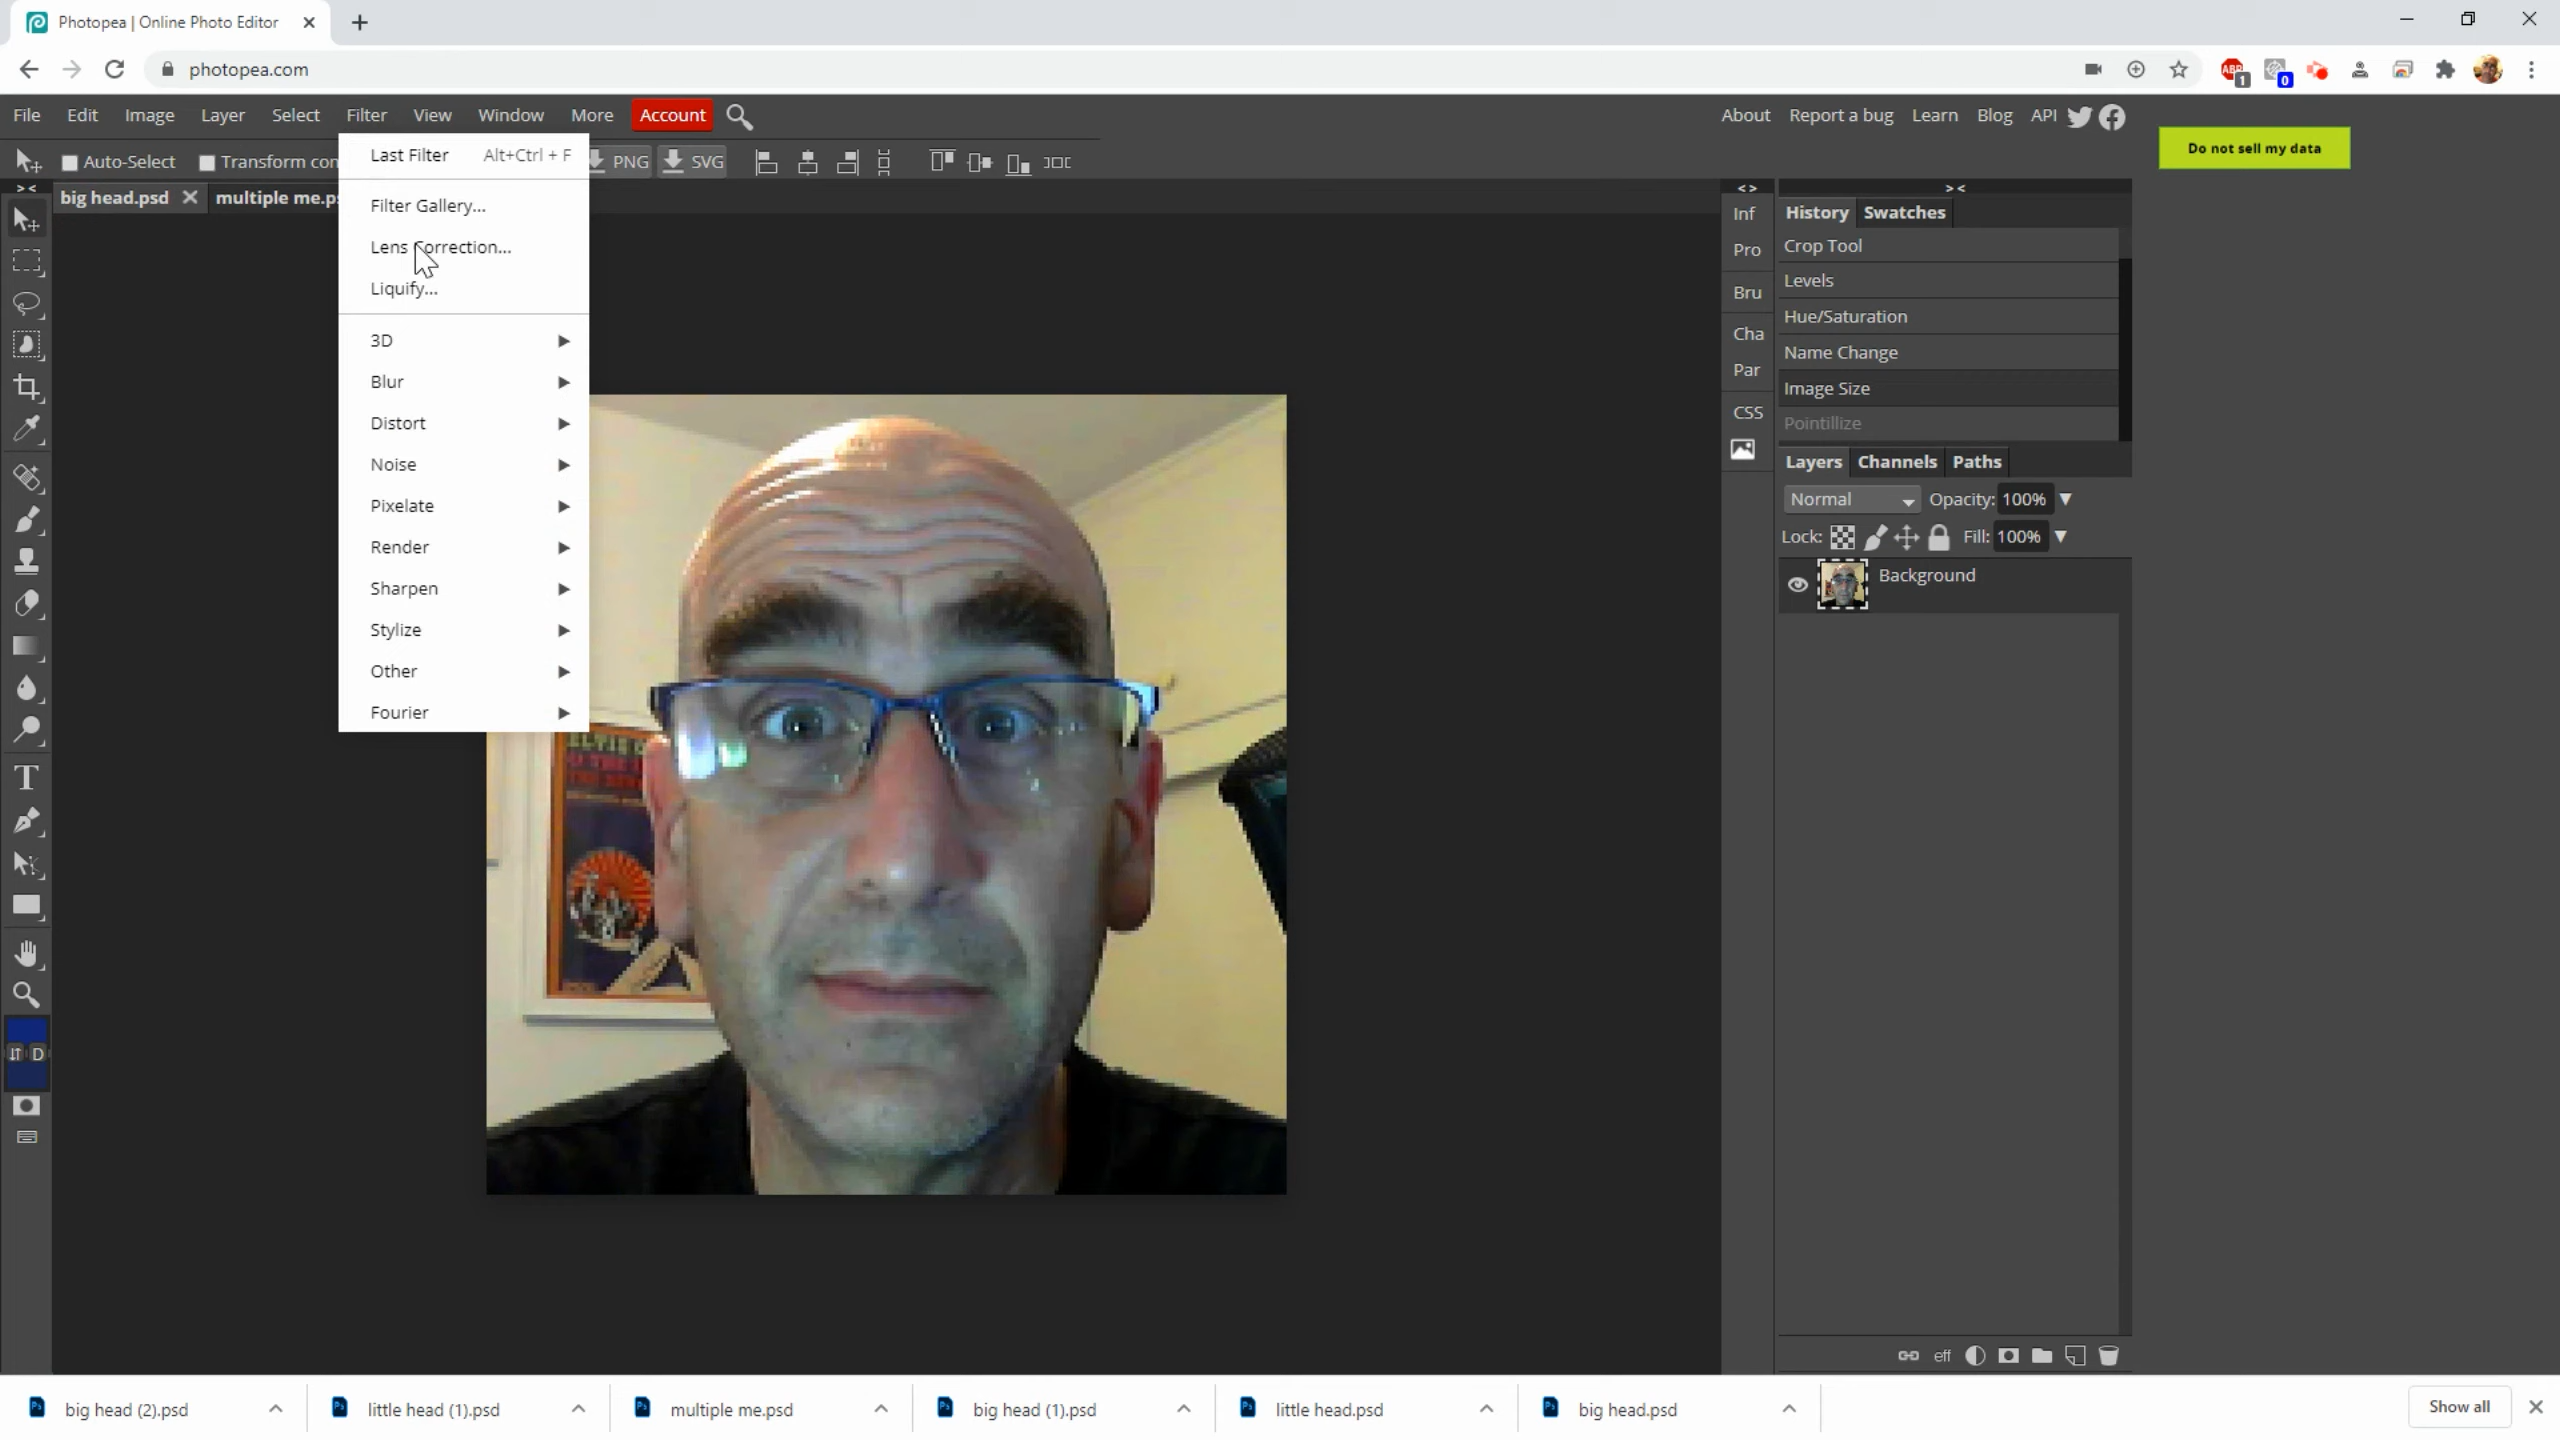 Photopea | Online Photo Editor
photopea.com
1
0
File Edit Image Layer Select Filter View Window More Account
About Report a bug Learn Blog API
Do not sell my data
Auto-Select Transform con
PNG SVG
big head.psd multiple me.ps
Last Filter Alt+Ctrl + F
Filter Gallery...
Lens Correction...
Liquify...
3D
Blur
Distort
Noise
Pixelate
Render
Sharpen
Stylize
Other
Fourier
D
Inf
Pro
Bru
Cha
Par
CSS
History Swatches
Crop Tool
Levels
Hue/Saturation
Name Change
Image Size
Pointillize
Layers Channels Paths
Normal Opacity: 100%
Lock: Fill: 100%
Background
eff
big head (2).psd little head (1).psd multiple me.psd big head (1).psd little head.psd big head.psd Show all